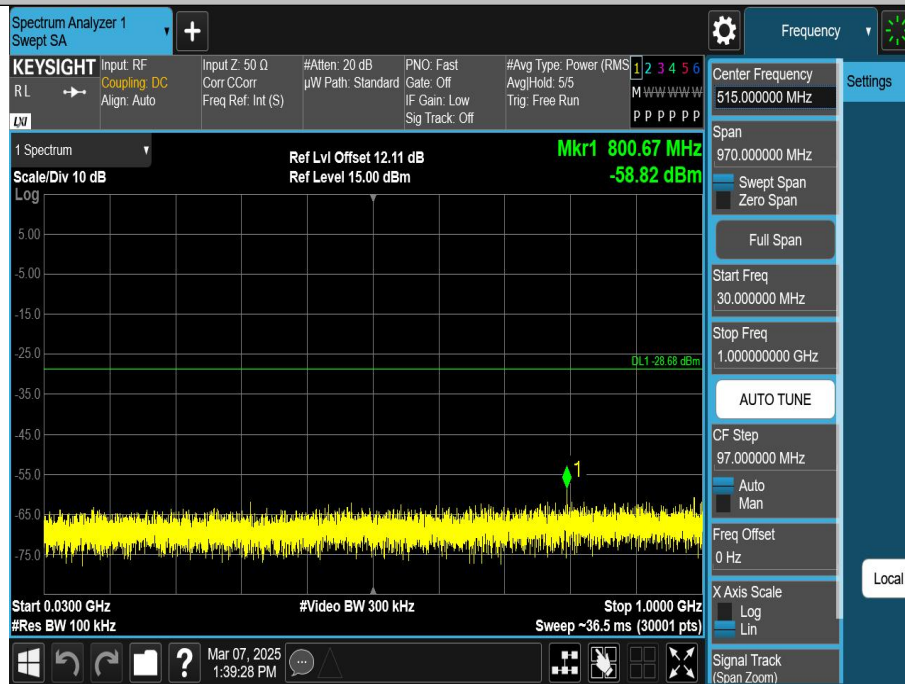 Spectrum Analyzer 1
Swept SA
Frequency
KEYSIGHT
RL
LXI
Input: RF
Coupling: DC
Align: Auto
Input Z: 50 Ω
Corr CCorr
Freq Ref: Int (S)
#Atten: 20 dB
µW Path: Standard
PNO: Fast
Gate: Off
IF Gain: Low
Sig Track: Off
#Avg Type: Power (RMS
Avg|Hold: 5/5
Trig: Free Run
1 2 3 4 5 6
M W W W W W
P P P P P P
1 Spectrum
Scale/Div 10 dB
Log
Ref Lvl Offset 12.11 dB
Ref Level 15.00 dBm
Mkr1 800.67 MHz
-58.82 dBm
5.00
-5.00
-15.0
-25.0
DL1 -28.68 dBm
-35.0
-45.0
-55.0
1
-65.0
-75.0
Start 0.0300 GHz
#Video BW 300 kHz
Stop 1.0000 GHz
#Res BW 100 kHz
Sweep ~36.5 ms (30001 pts)
Mar 07, 2025
1:39:28 PM
?
Center Frequency
515.000000 MHz
Settings
Span
970.000000 MHz
Swept Span
Zero Span
Full Span
Start Freq
30.000000 MHz
Stop Freq
1.000000000 GHz
AUTO TUNE
CF Step
97.000000 MHz
Auto
Man
Freq Offset
0 Hz
Local
X Axis Scale
Log
Lin
Signal Track
(Span Zoom)